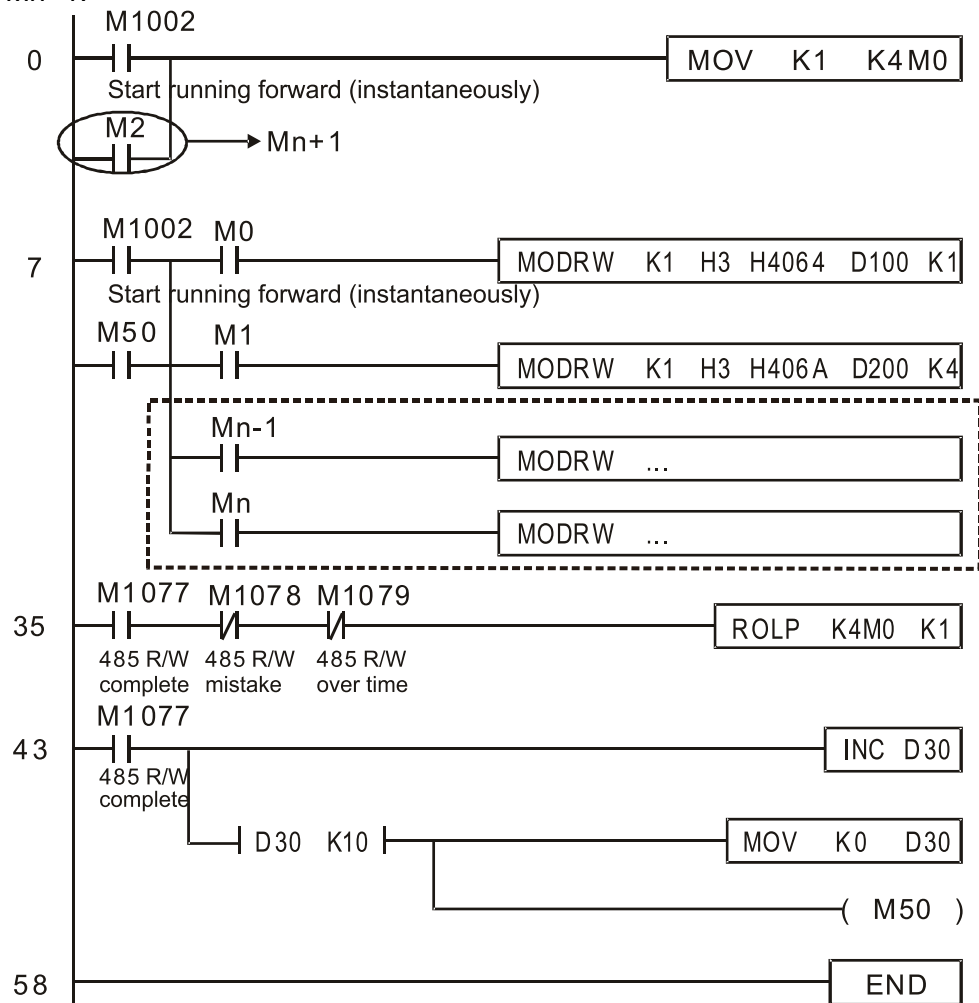 M1002
0 MOV K1 K4M0
Start running forward (instantaneously)
M2
Mn+1
M1002 M0
7 MODRW K1 H3 H4064 D100 K1
Start running forward (instantaneously)
M50 M1
MODRW K1 H3 H406A D200 K4
Mn-1
MODRW ...
Mn
MODRW ...
M1077 M1078 M1079
35 ROLP K4M0 K1
485 R/W 485 R/W 485 R/W
complete mistake over time
M1077
43 INC D30
485 R/W
complete
D30 K10 MOV K0 D30
( M50 )
58 END